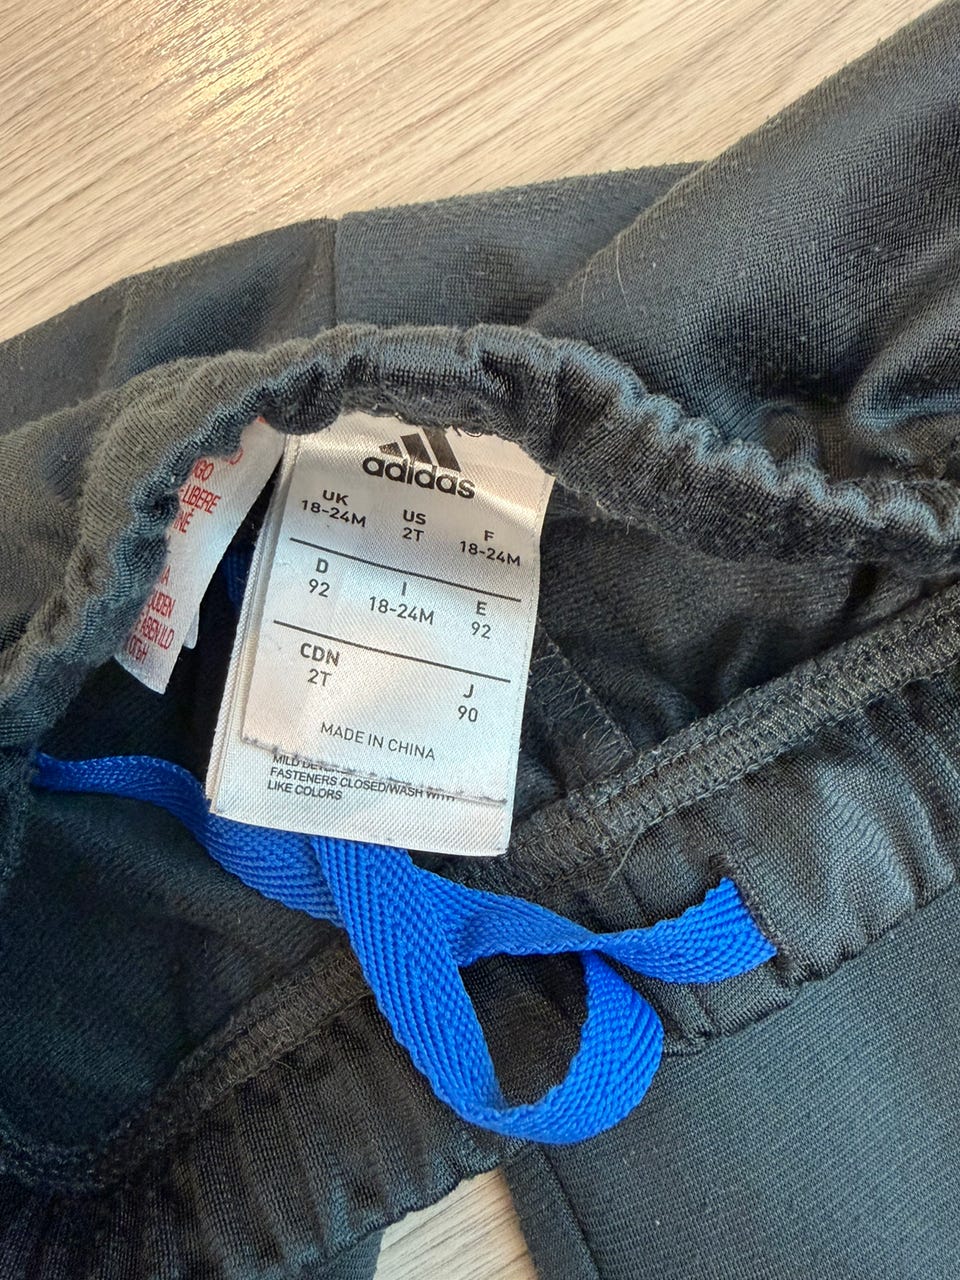 adidas
UK
18-24M
US
2T
F
18-24M
D
92
I
18-24M
E
92
CDN
2T
J
90
MADE IN CHINA
FASTENERS CLOSED/WASH WITH
LIKE COLORS
LIBERE